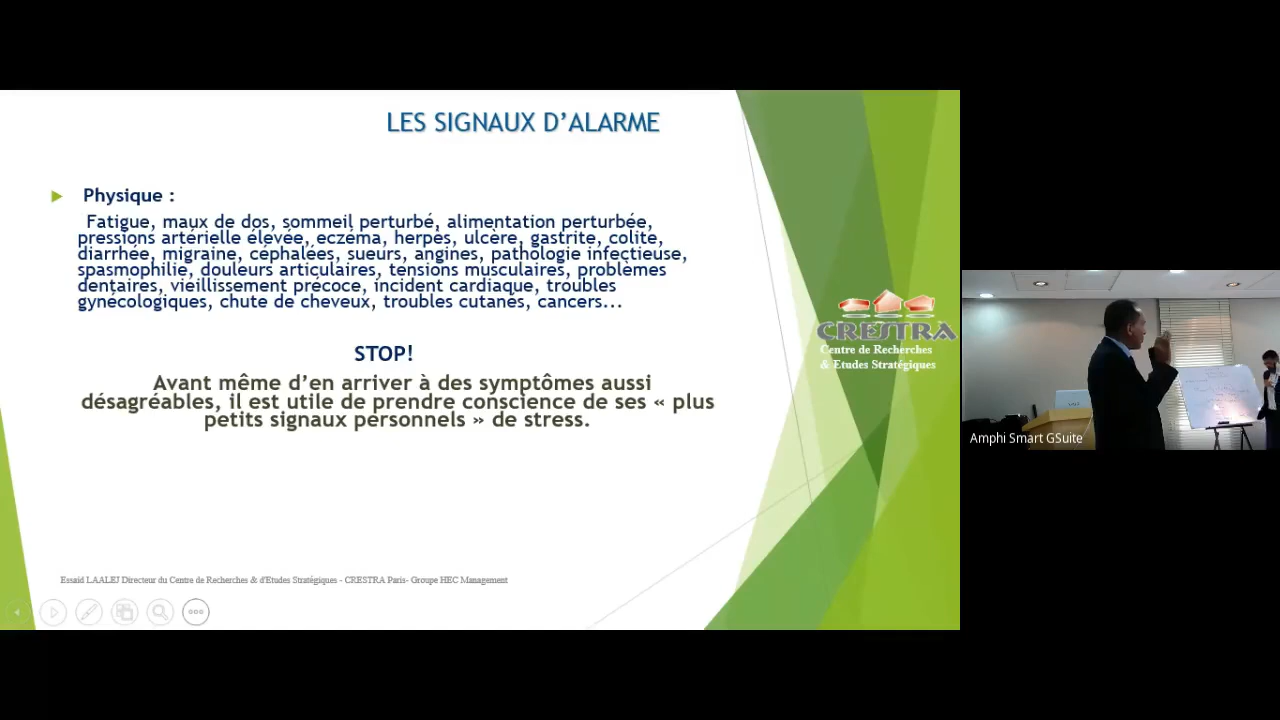 LES SIGNAUX D’ALARME
Physique :
Fatigue, maux de dos, sommeil perturbé, alimentation perturbée,
pressions artérielle élevée, eczéma, herpès, ulcère, gastrite, colite,
diarrhée, migraine, céphalées, sueurs, angines, pathologie infectieuse,
spasmophilie, douleurs articulaires, tensions musculaires, problèmes
dentaires, vieillissement précoce, incident cardiaque, troubles
gynécologiques, chute de cheveux, troubles cutanés, cancers...
STOP!
Avant même d’en arriver à des symptômes aussi
désagréables, il est utile de prendre conscience de ses « plus
petits signaux personnels » de stress.
CRESTRA
Centre de Recherches
& Etudes Stratégiques
Essaid LAALEJ Directeur du Centre de Recherches & d'Etudes Stratégiques - CRESTRA Paris- Groupe HEC Management
Amphi Smart GSuite